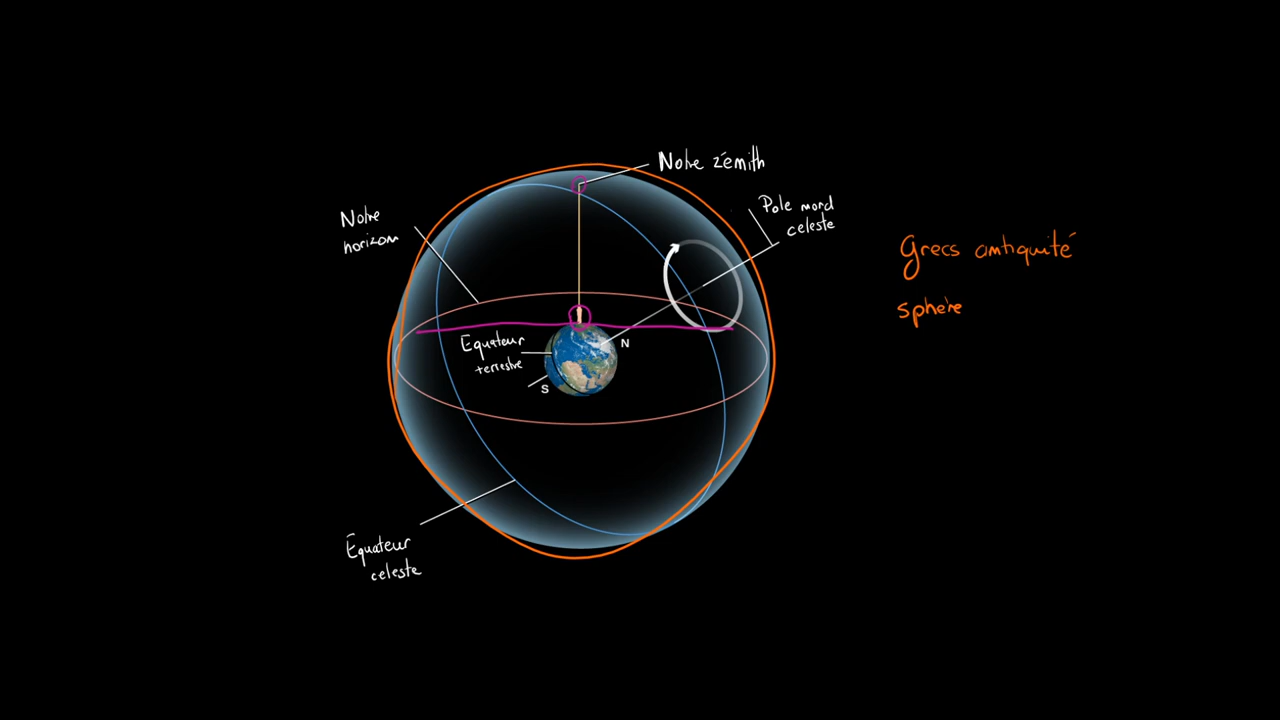 Notre zénith
Pole nord
celeste
Notre
horizon
Grecs antiquité
sphère
Equateur
terrestre
N
S
Équateur
celeste